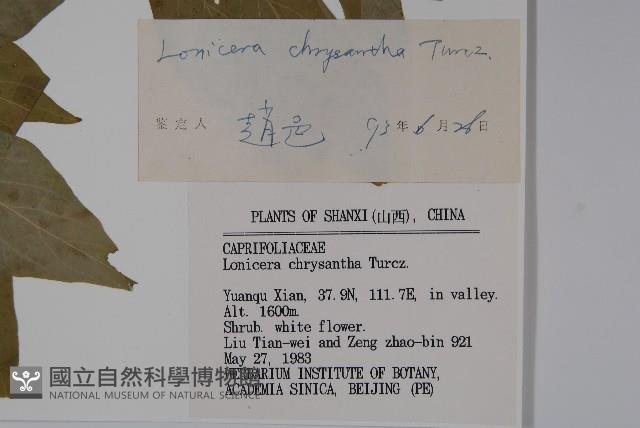 Lonicera chrysantha Turcz.
鉴定人 趙邑 93年6月26日
PLANTS OF SHANXI(山西), CHINA
CAPRIFOLIACEAE
Lonicera chrysantha Turcz.
Yuanqu Xian, 37.9N, 111.7E, in valley.
Alt. 1600m.
Shrub. white flower.
Liu Tian-wei and Zeng zhao-bin 921
May 27, 1983
HERBARIUM INSTITUTE OF BOTANY,
ACADEMIA SINICA, BEIJING (PE)
國立自然科學博物館
NATIONAL MUSEUM OF NATURAL SCIENCE